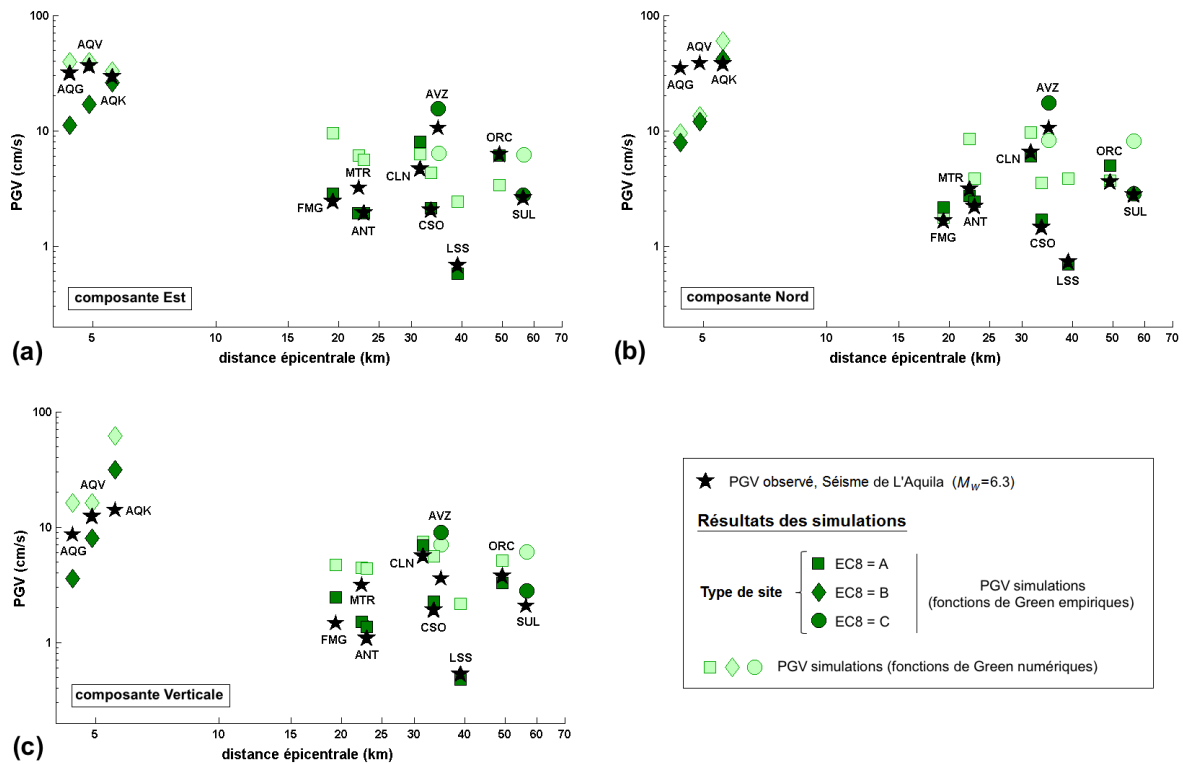 100
10
1
PGV (cm/s)
AQV
AQG
AQK
FMG
MTR
ANT
CLN
AVZ
CSO
LSS
ORC
SUL
composante Est
5 10 15 20 25 30 40 50 60 70
distance épicentrale (km)
(a)
100
10
1
PGV (cm/s)
AQV
AQG
AQK
FMG
MTR
ANT
CLN
AVZ
CSO
LSS
ORC
SUL
composante Nord
5 10 15 20 25 30 40 50 60 70
distance épicentrale (km)
(b)
100
10
1
PGV (cm/s)
AQV
AQG
AQK
FMG
MTR
ANT
CLN
AVZ
CSO
LSS
ORC
SUL
composante Verticale
5 10 15 20 25 30 40 50 60 70
distance épicentrale (km)
(c)
PGV observé, Séisme de L'Aquila (Mw=6.3)
Résultats des simulations
Type de site
EC8 = A
EC8 = B
EC8 = C
PGV simulations
(fonctions de Green empiriques)
PGV simulations (fonctions de Green numériques)